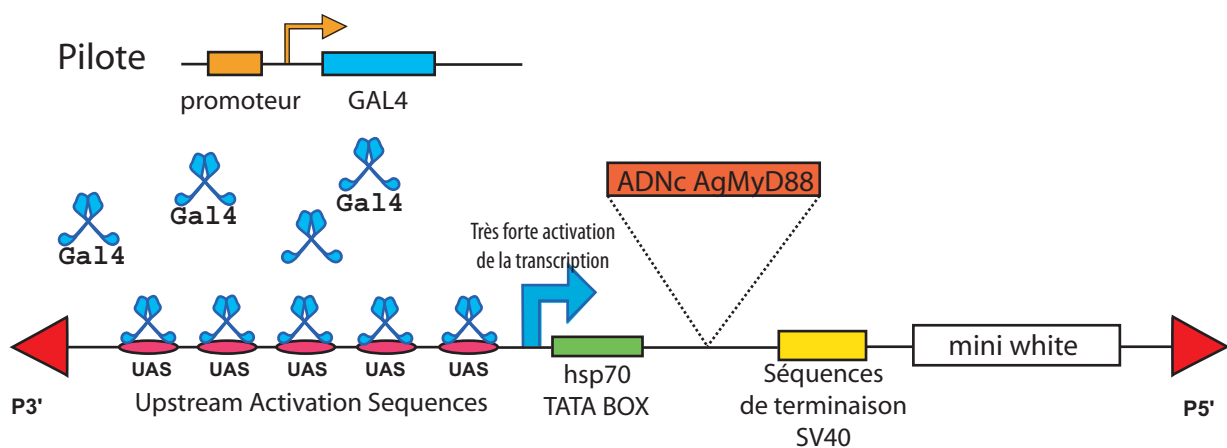 Pilote
promoteur
GAL4
Gal4
Gal4
Gal4
ADNc AgMyD88
Très forte activation
de la transcription
UAS
UAS
UAS
UAS
UAS
Upstream Activation Sequences
hsp70
TATA BOX
Séquences
de terminaison
SV40
mini white
P3'
P5'